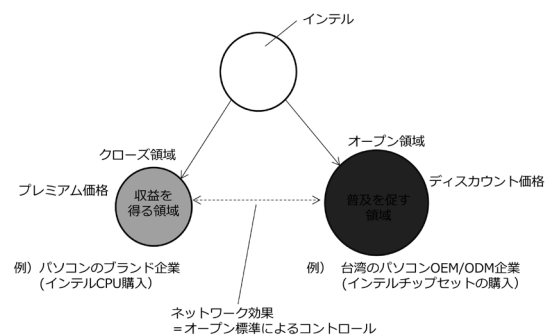 インテル
クローズ領域
オープン領域
プレミアム価格
ディスカウント価格
収益を
得る領域
普及を促す
領域
例）パソコンのブランド企業
(インテルCPU購入)
例） 台湾のパソコンOEM/ODM企業
(インテルチップセットの購入)
ネットワーク効果
＝オープン標準によるコントロール